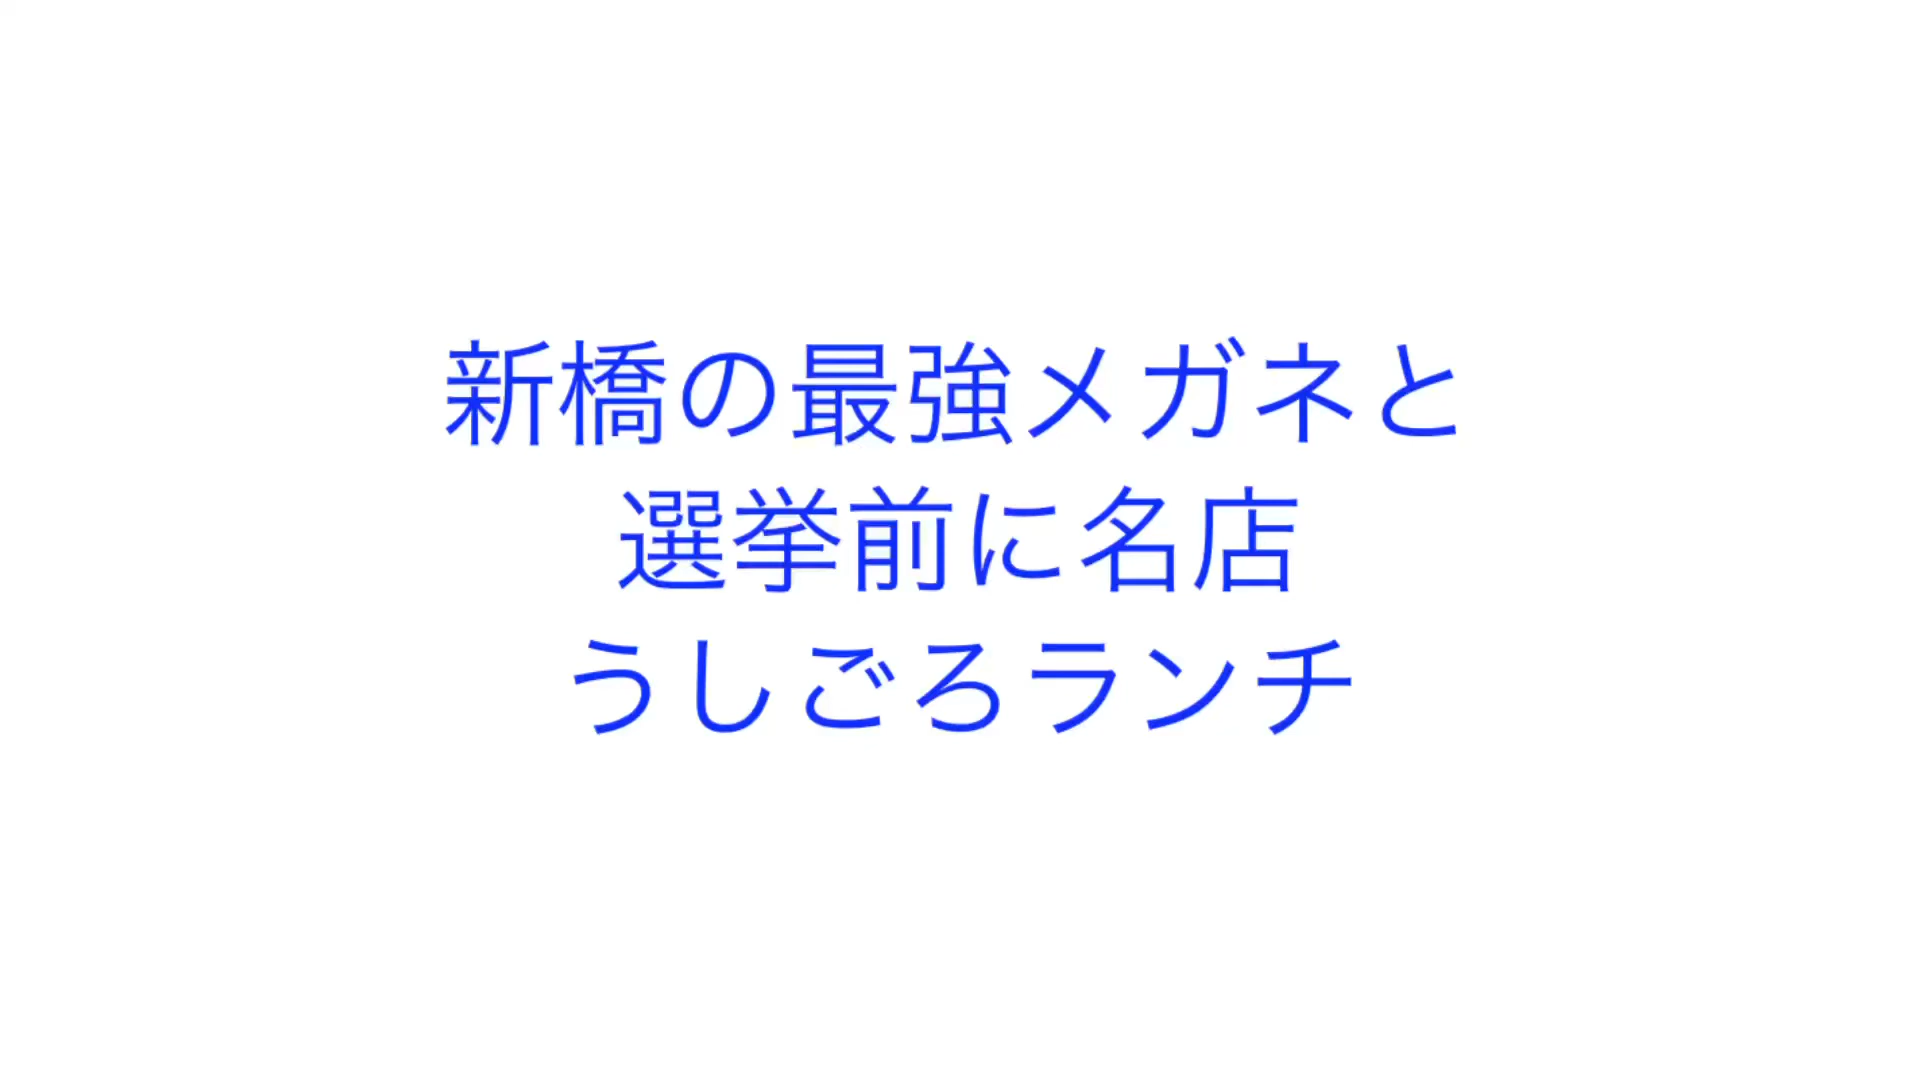 新橋の最強メガネと
選挙前に名店
うしごろランチ